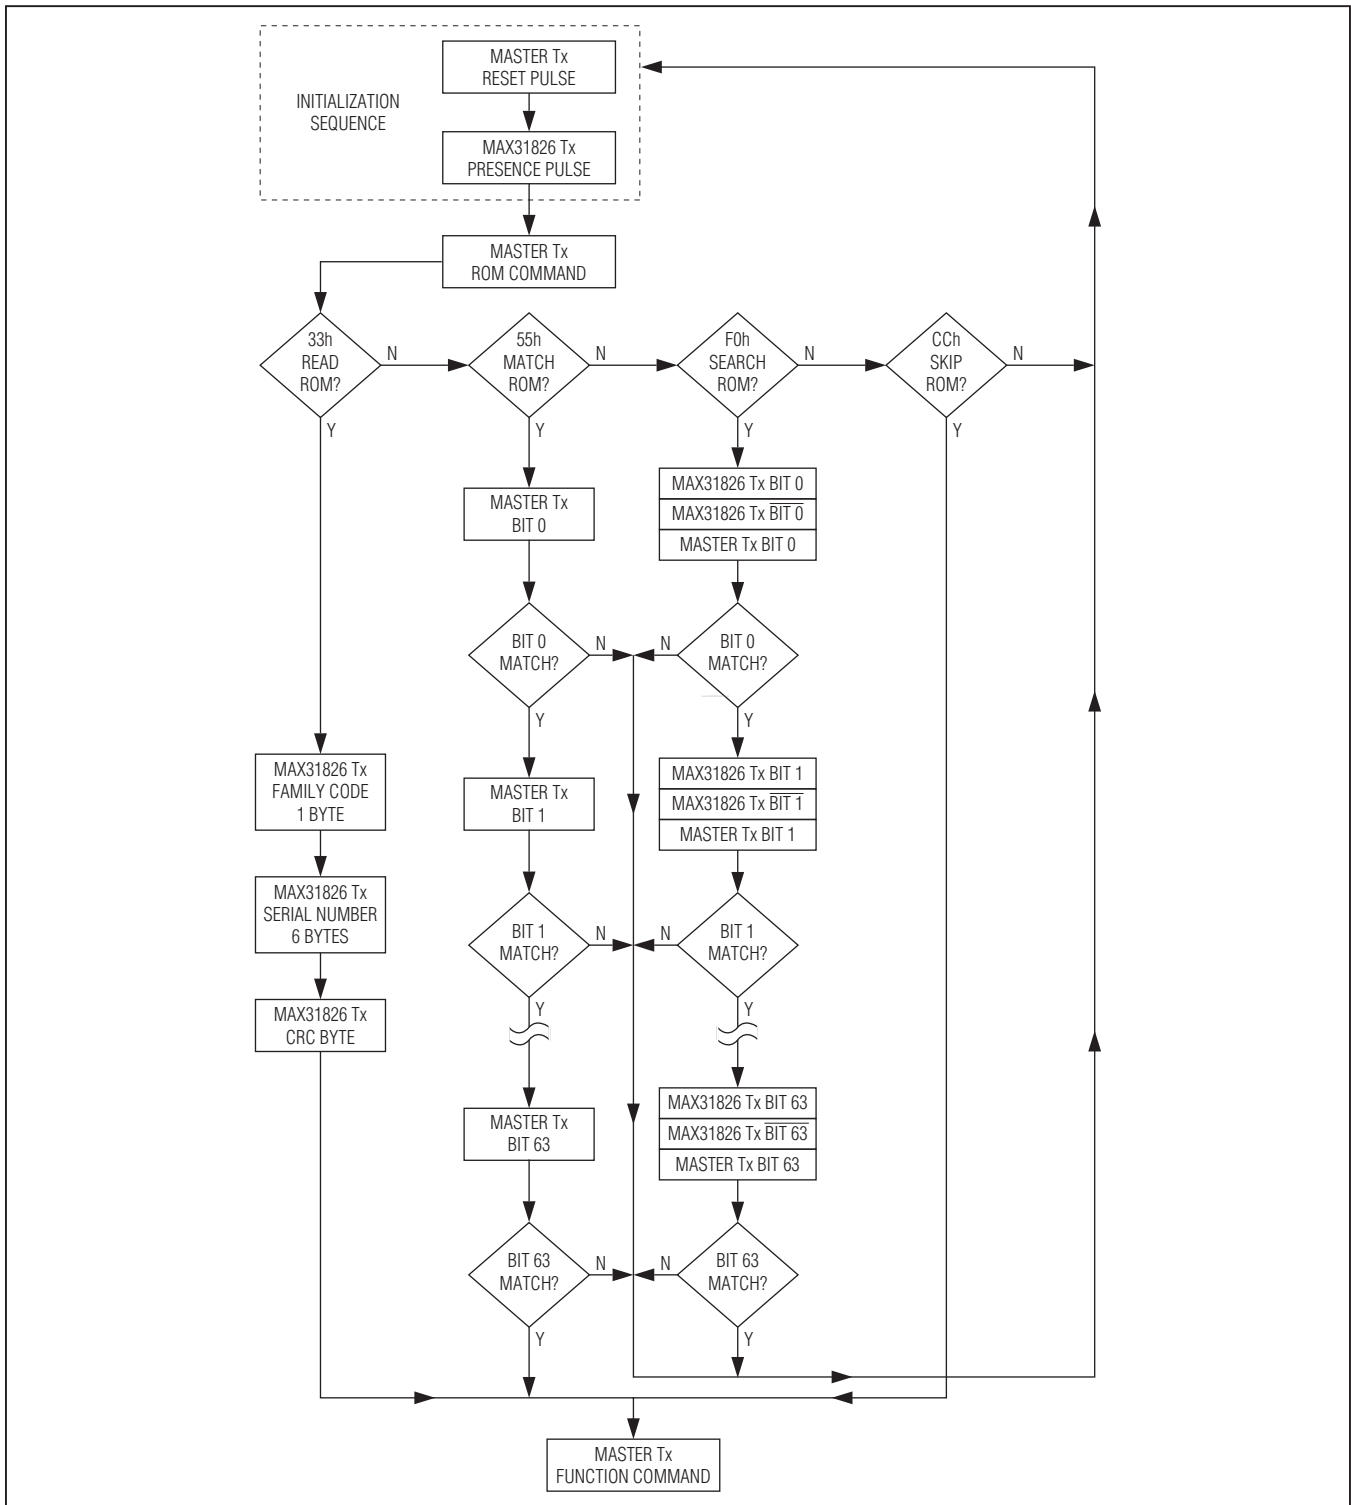 MASTER Tx
RESET PULSE
INITIALIZATION
SEQUENCE
MAX31826 Tx
PRESENCE PULSE
MASTER Tx
ROM COMMAND
33h
READ
ROM?
N
Y
55h
MATCH
ROM?
N
Y
F0h
SEARCH
ROM?
N
Y
CCh
SKIP
ROM?
N
Y
MAX31826 Tx
FAMILY CODE
1 BYTE
MAX31826 Tx
SERIAL NUMBER
6 BYTES
MAX31826 Tx
CRC BYTE
MASTER Tx
BIT 0
BIT 0
MATCH?
N
Y
MASTER Tx
BIT 1
BIT 1
MATCH?
N
Y
MASTER Tx
BIT 63
BIT 63
MATCH?
N
Y
MAX31826 Tx BIT 0
MAX31826 Tx B̅I̅T̅ ̅0̅
MASTER Tx BIT 0
N
BIT 0
MATCH?
Y
MAX31826 Tx BIT 1
MAX31826 Tx B̅I̅T̅ ̅1̅
MASTER Tx BIT 1
N
BIT 1
MATCH?
Y
MAX31826 Tx BIT 63
MAX31826 Tx B̅I̅T̅ ̅6̅3̅
MASTER Tx BIT 63
N
BIT 63
MATCH?
Y
MASTER Tx
FUNCTION COMMAND